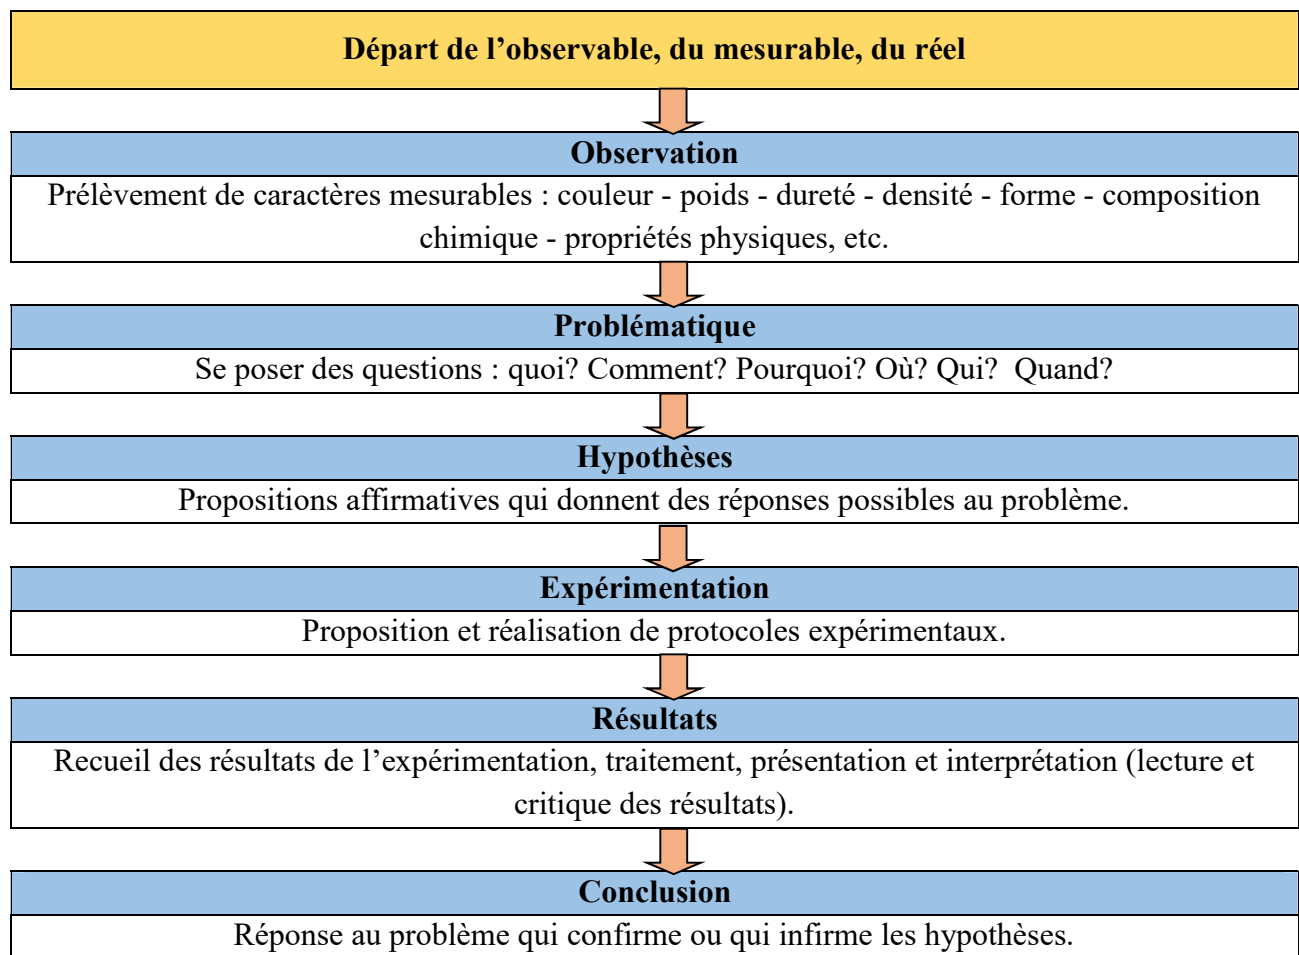 Départ de l’observable, du mesurable, du réel
Observation
Prélèvement de caractères mesurables : couleur - poids - dureté - densité - forme - composition
chimique - propriétés physiques, etc.
Problématique
Se poser des questions : quoi? Comment? Pourquoi? Où? Qui?  Quand?
Hypothèses
Propositions affirmatives qui donnent des réponses possibles au problème.
Expérimentation
Proposition et réalisation de protocoles expérimentaux.
Résultats
Recueil des résultats de l’expérimentation, traitement, présentation et interprétation (lecture et
critique des résultats).
Conclusion
Réponse au problème qui confirme ou qui infirme les hypothèses.